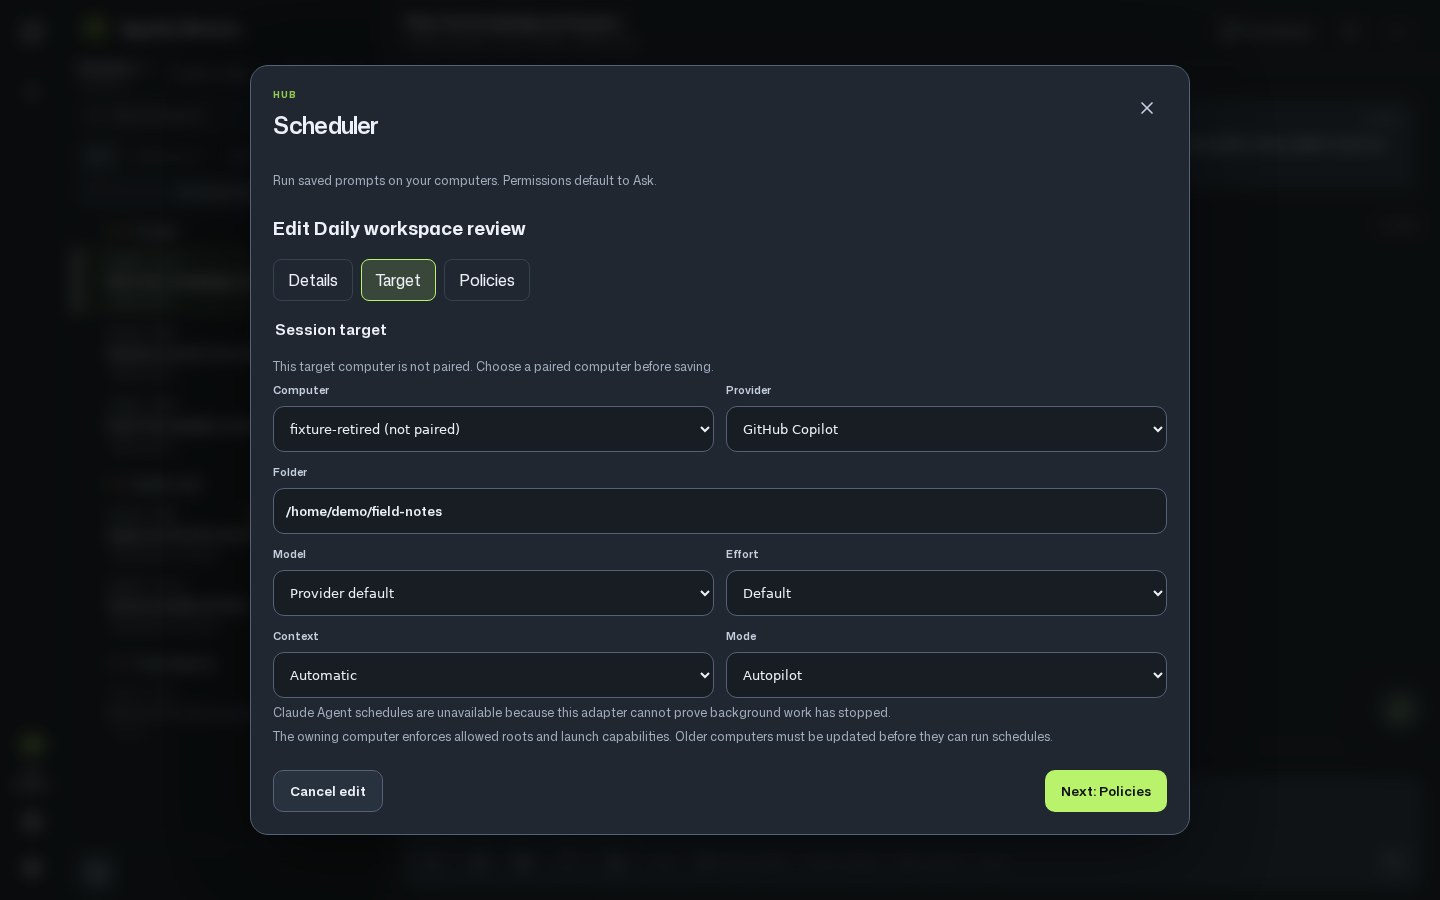 HUB
Scheduler
Run saved prompts on your computers. Permissions default to Ask.
Edit Daily workspace review
Details Target Policies
Session target
This target computer is not paired. Choose a paired computer before saving.
Computer Provider
fixture-retired (not paired) GitHub Copilot
Folder
/home/demo/field-notes
Model Effort
Provider default Default
Context Mode
Automatic Autopilot
Claude Agent schedules are unavailable because this adapter cannot prove background work has stopped.
The owning computer enforces allowed roots and launch capabilities. Older computers must be updated before they can run schedules.
Cancel edit Next: Policies